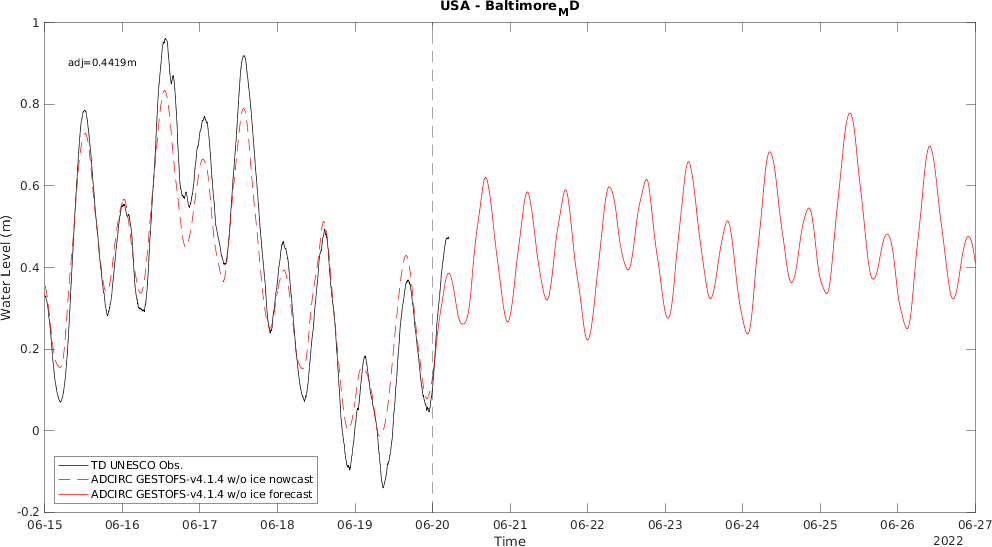 USA - Baltimore_MD
adj=0.4419m
1
0.8
0.6
0.4
0.2
0
-0.2
Water Level (m)
TD UNESCO Obs.
ADCIRC GESTOFS-v4.1.4 w/o ice nowcast
ADCIRC GESTOFS-v4.1.4 w/o ice forecast
06-15 06-16 06-17 06-18 06-19 06-20 06-21 06-22 06-23 06-24 06-25 06-26 06-27
Time
2022